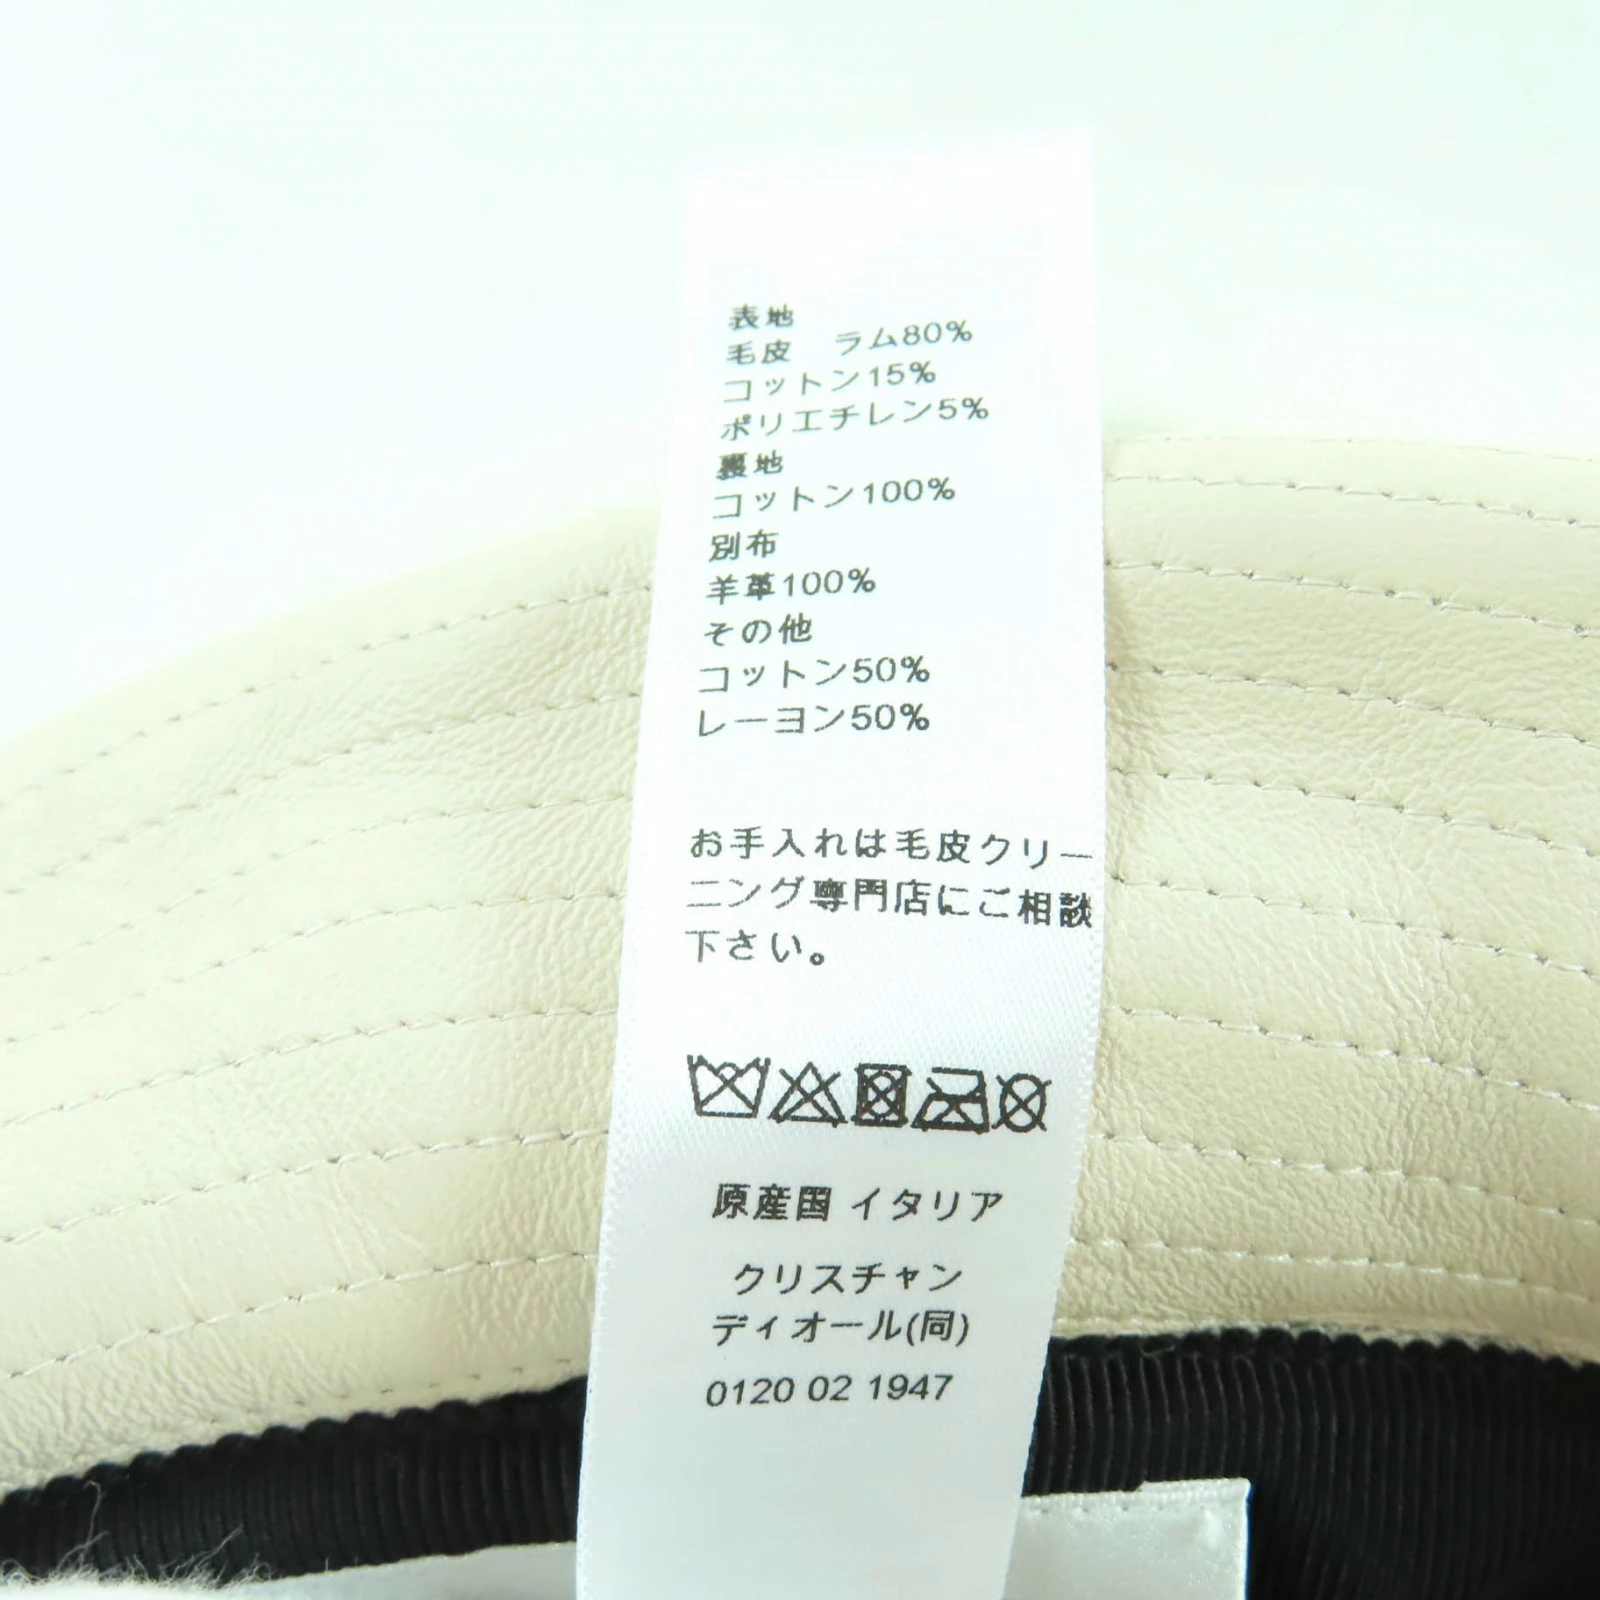 表地
毛皮　ラム80%
コットン15%
ポリエチレン5%
裏地
コットン100%
別布
羊革100%
その他
コットン50%
レーヨン50%
お手入れは毛皮クリー
ニング専門店にご相談
下さい。
原産国 イタリア
クリスチャン
ディオール(同)
0120 02 1947